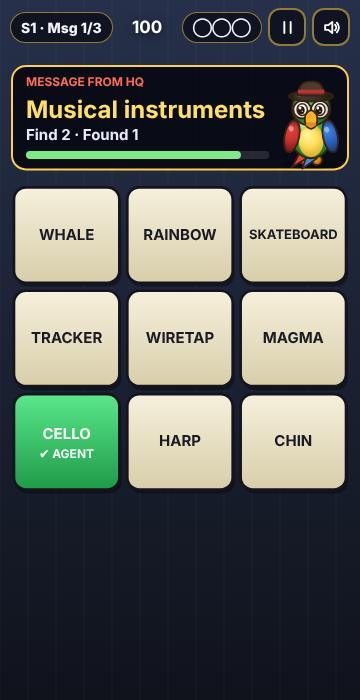 S1 · Msg 1/3
100
MESSAGE FROM HQ
Musical instruments
Find 2 · Found 1
WHALE
RAINBOW
SKATEBOARD
TRACKER
WIRETAP
MAGMA
CELLO
✔ AGENT
HARP
CHIN